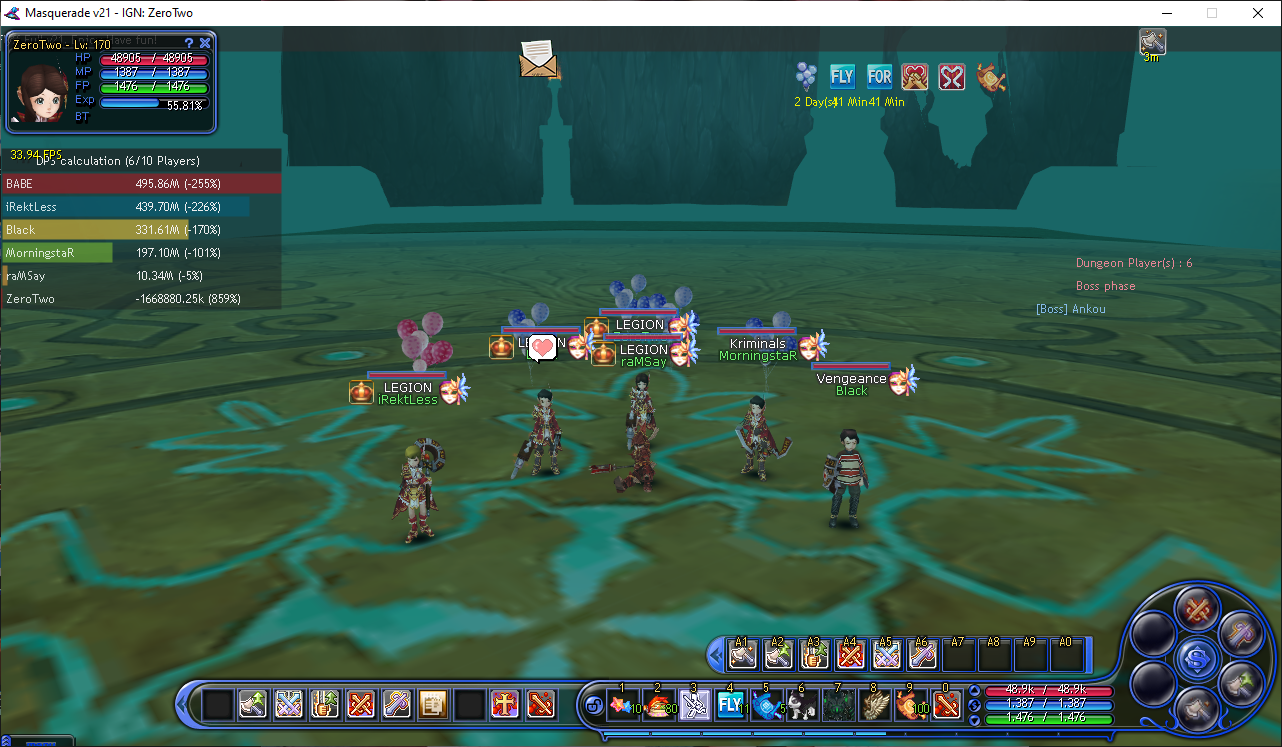 Masquerade v21 - IGN: ZeroTwo
ZeroTwo - Lv: 170
HP 48905 / 48905
MP 1387 / 1387
FP 1476 / 1476
Exp 55.81%
BT
3m
FLY FOR
2 Day(s) 41 Min 41 Min
33.94 FPS
DPS calculation (6/10 Players)
BABE 495.86M (-255%)
iRektLess 439.70M (-226%)
Black 331.61M (-170%)
MorningstaR 197.10M (-101%)
raMSay 10.34M (-5%)
ZeroTwo -1668880.25k (859%)
Dungeon Player(s) : 6
Boss phase
[Boss] Ankou
LEGION
LEGION
raMSay
Kriminals
MorningstaR
Vengeance
Black
LEGION
iRektLess
A1 A2 A3 A4 A5 A6 A7 A8 A9 A0
1 2 3 4 5 6 7 8 9 0
10 80 FLY 11 5 100
48.9k / 48.9k
1.387 / 1.387
1.476 / 1.476